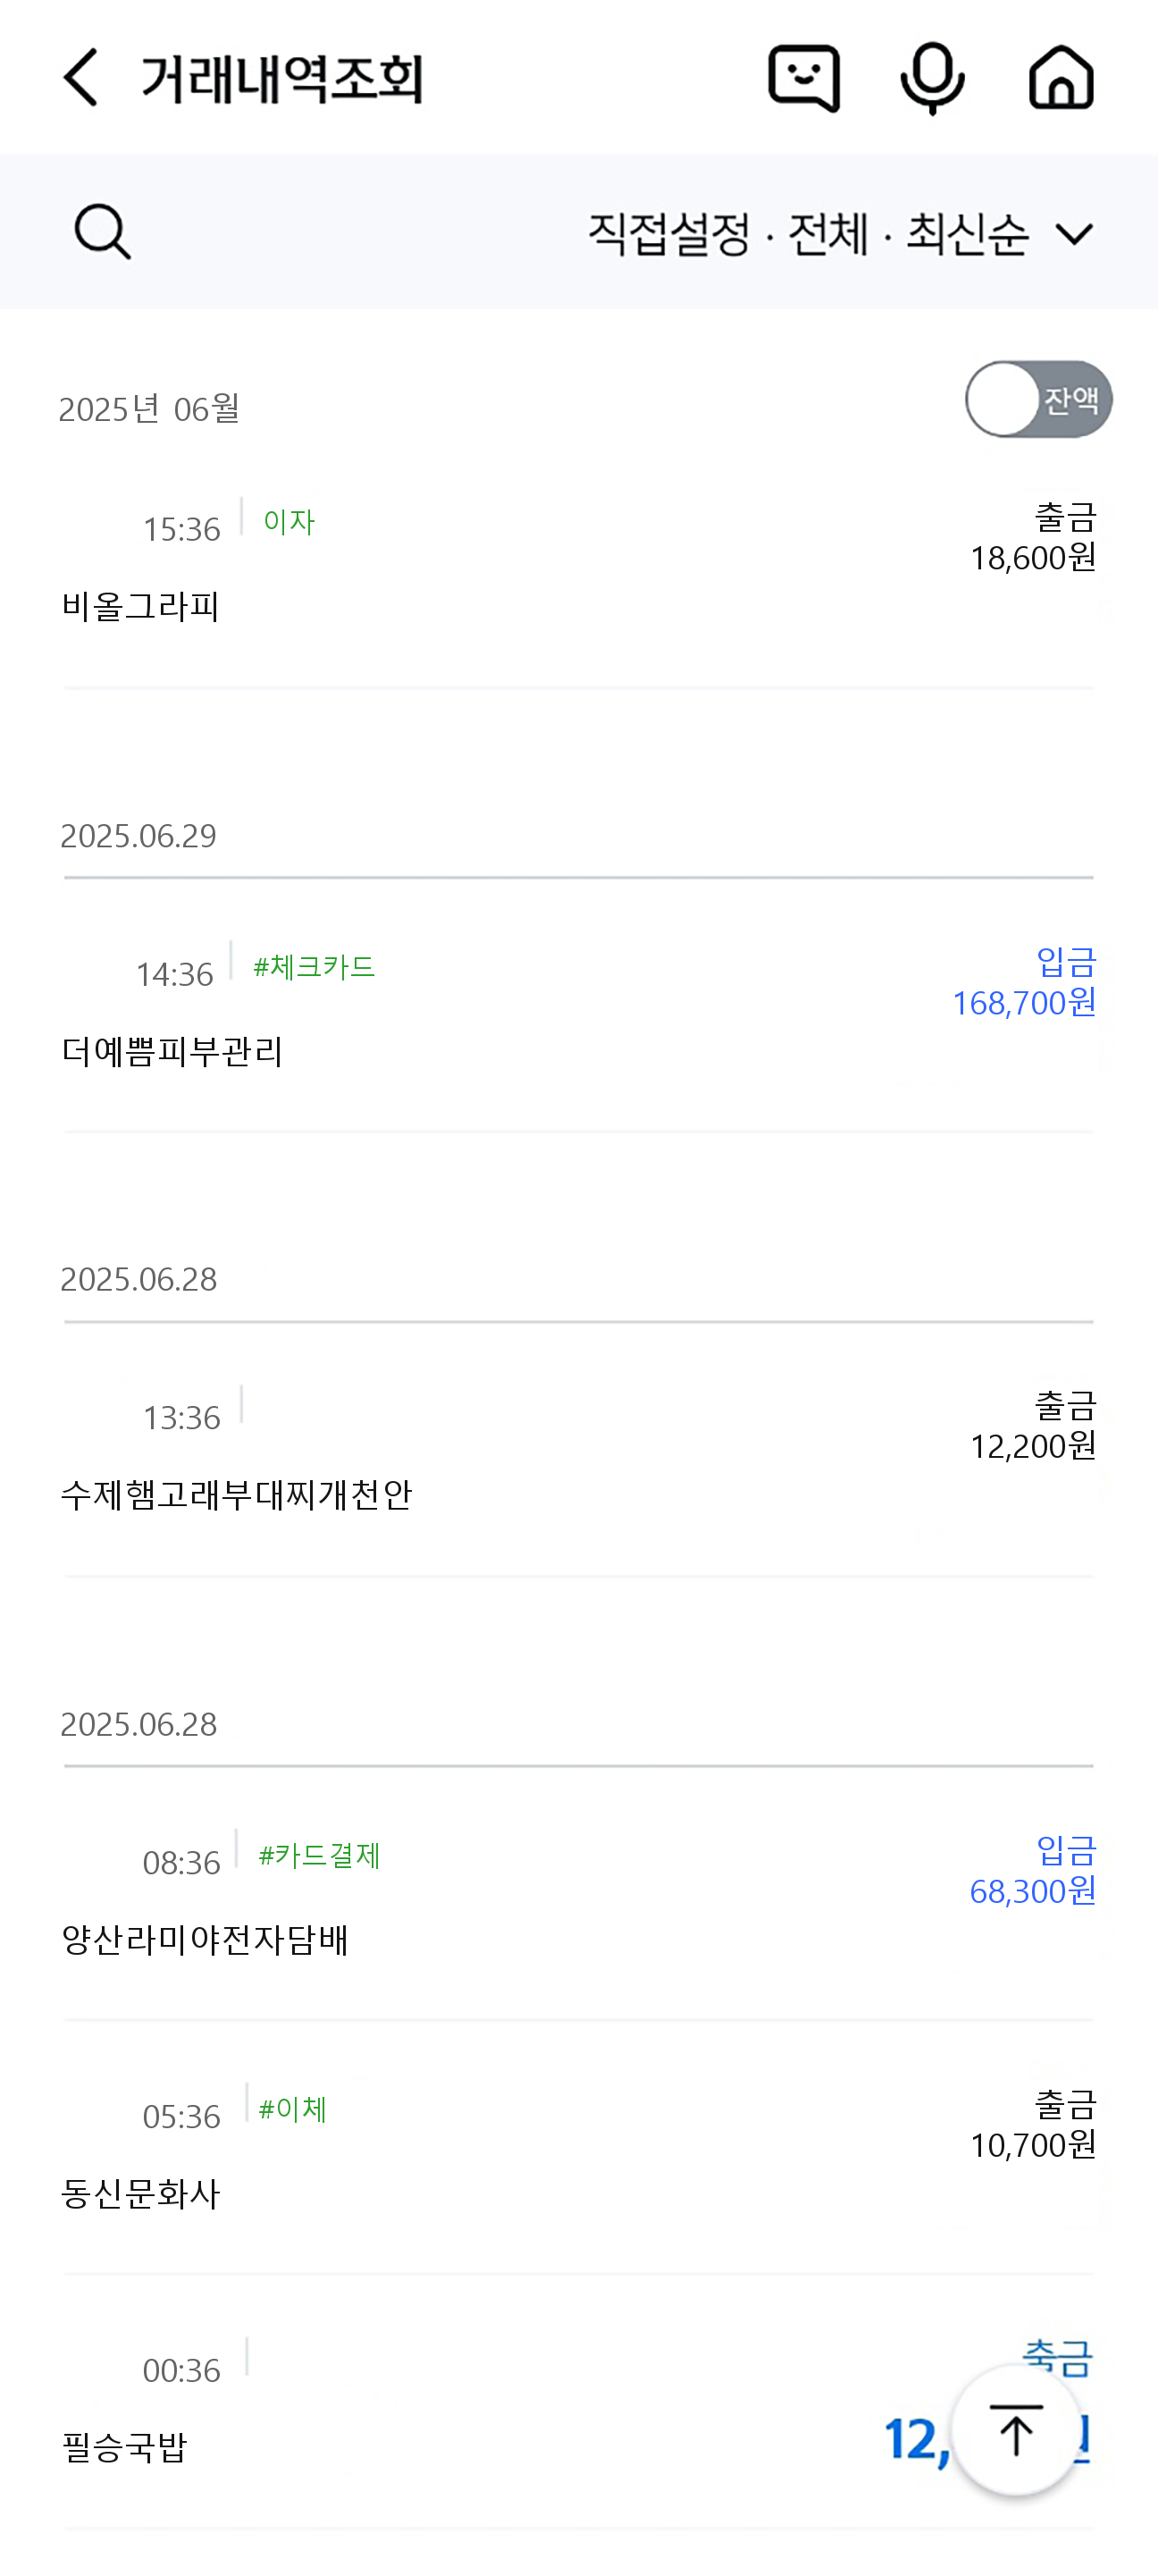 거래내역조회
직접설정 · 전체 · 최신순
2025년 06월
잔액
15:36 이자
출금
18,600원
비올그라피
2025.06.29
14:36 #체크카드
입금
168,700원
더예쁨피부관리
2025.06.28
13:36
출금
12,200원
수제햄고래부대찌개천안
2025.06.28
08:36 #카드결제
입금
68,300원
양산라미야전자담배
05:36 #이체
출금
10,700원
동신문화사
00:36
출금
12,
필승국밥